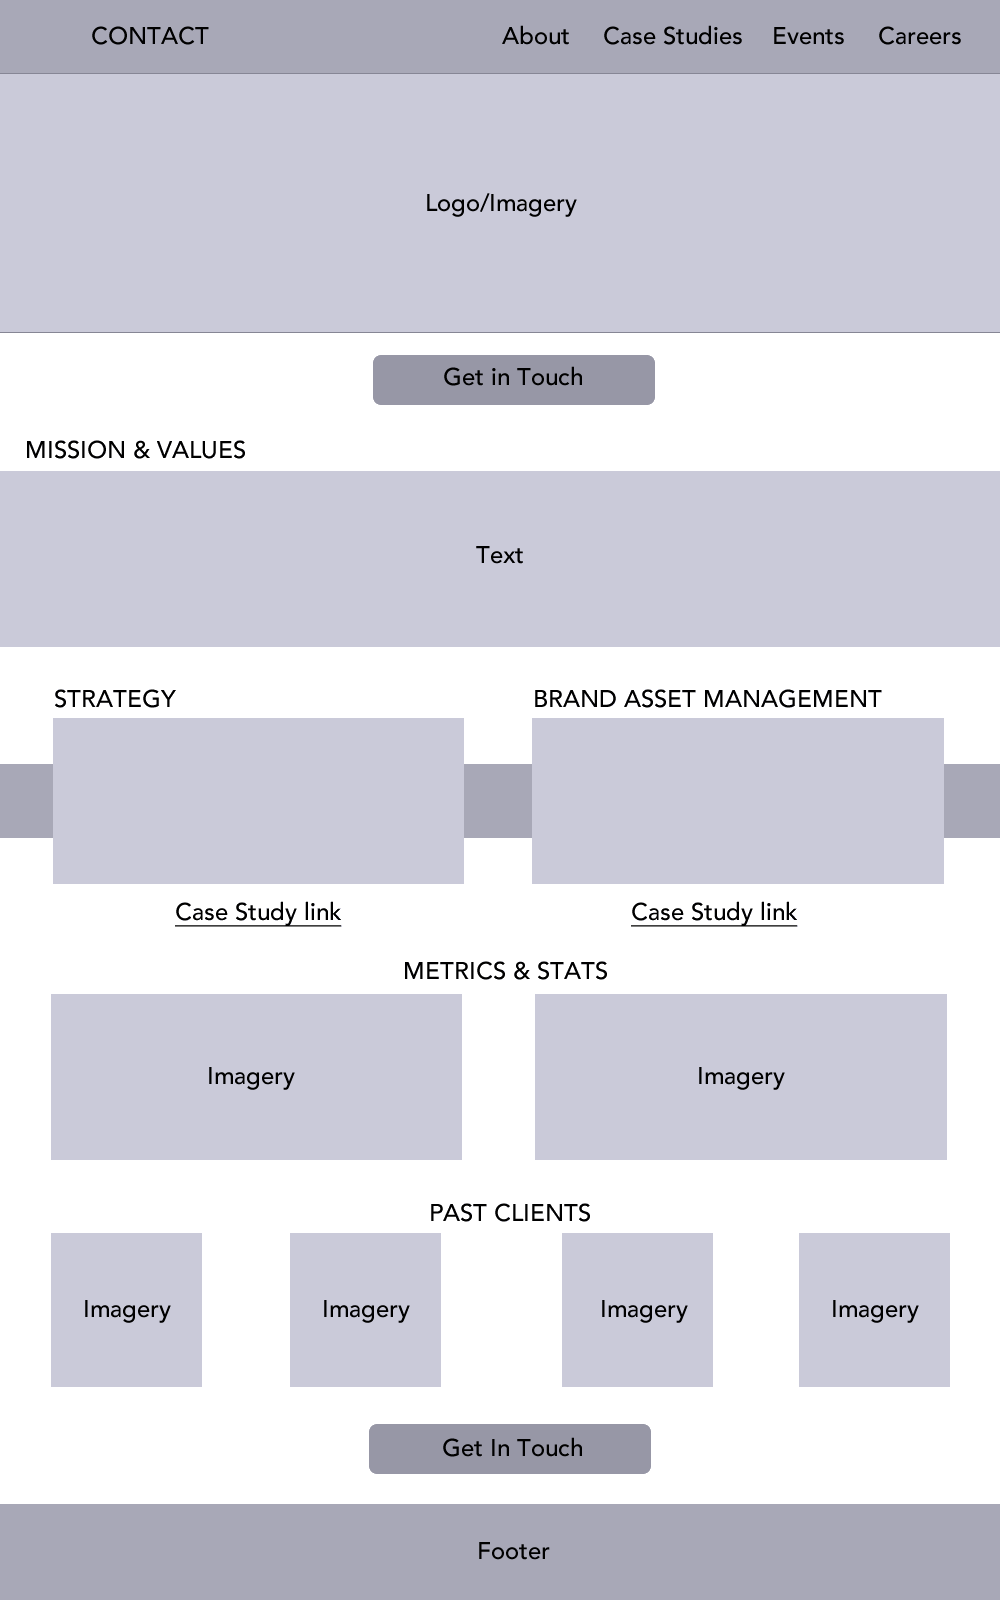 CONTACT
About
Case Studies
Events
Careers
Logo/Imagery
Get in Touch
MISSION & VALUES
Text
STRATEGY
BRAND ASSET MANAGEMENT
Case Study link
Case Study link
METRICS & STATS
Imagery
Imagery
PAST CLIENTS
Imagery
Imagery
Imagery
Imagery
Get In Touch
Footer